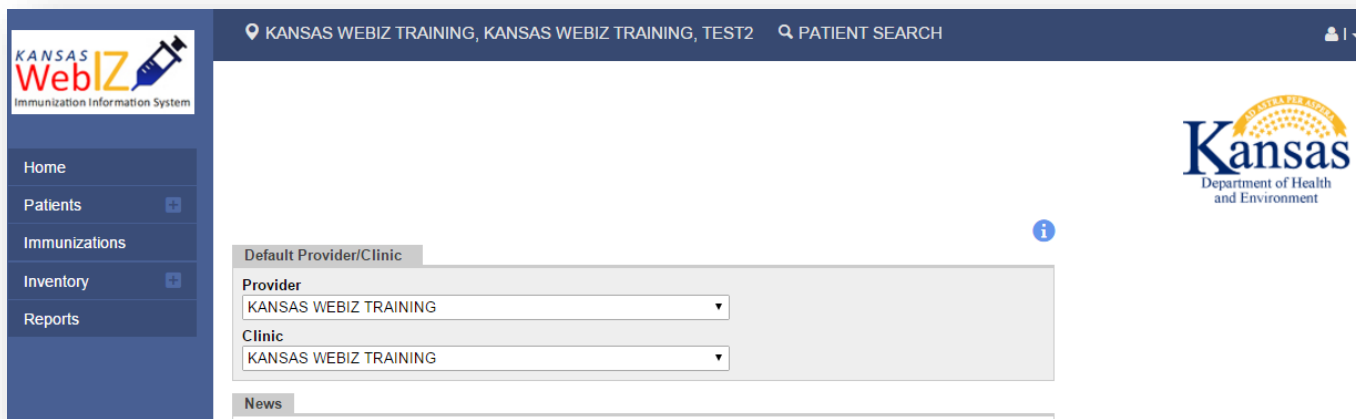 KANSAS WEBIZ TRAINING, KANSAS WEBIZ TRAINING, TEST2 PATIENT SEARCH I
KANSAS
WebIZ
Immunization Information System
Home
Patients
Immunizations
Inventory
Reports
AD ASTRA PER ASPERA
Kansas
Department of Health
and Environment
i
Default Provider/Clinic
Provider
KANSAS WEBIZ TRAINING
Clinic
KANSAS WEBIZ TRAINING
News